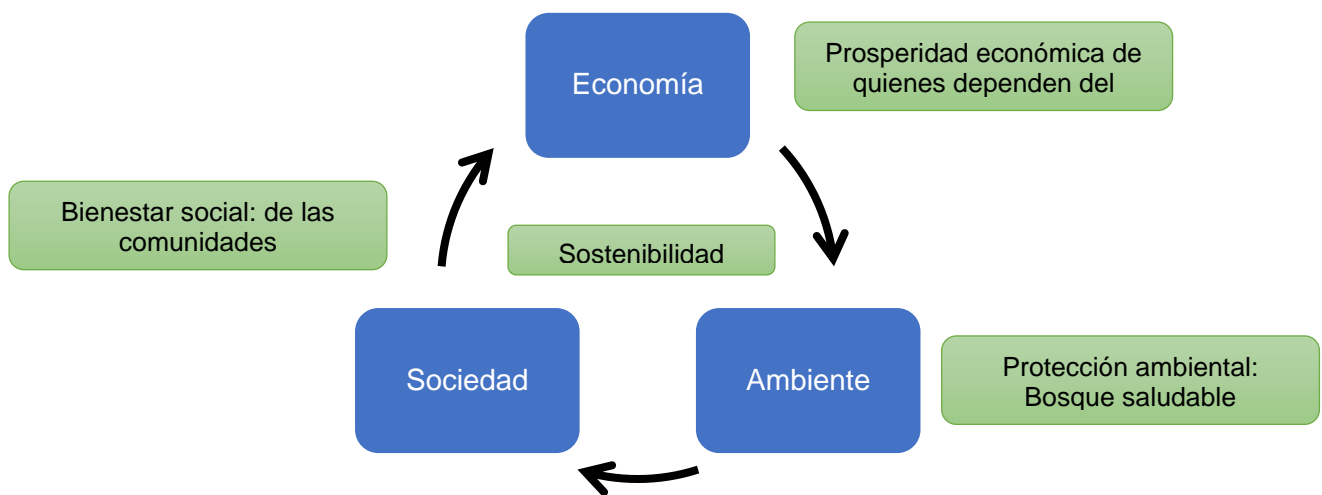 Economía
Prosperidad económica de
quienes dependen del
Bienestar social: de las
comunidades
Sostenibilidad
Sociedad
Ambiente
Protección ambiental:
Bosque saludable